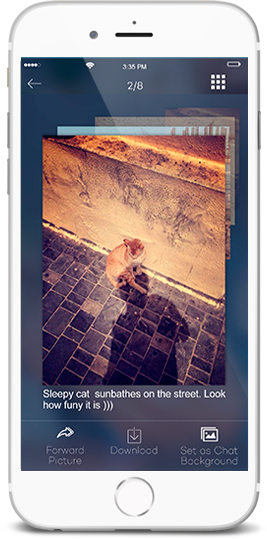 3:35 PM
2/8
Sleepy cat sunbathes on the street. Look
how funy it is )))
Forward
Picture
Download
Set as Chat
Background